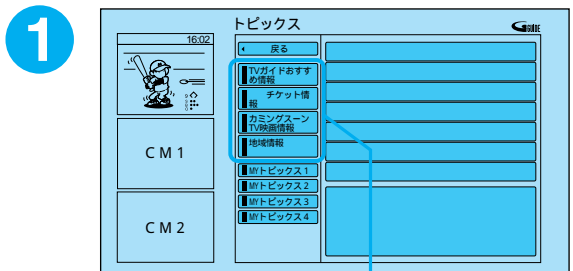 1
トピックス
G GUIDE
16:02
戻る
TVガイドおすす
め情報
チケット情
報
カミングスーン
TV映画情報
地域情報
CM1
MYトピックス1
MYトピックス2
MYトピックス3
MYトピックス4
CM2